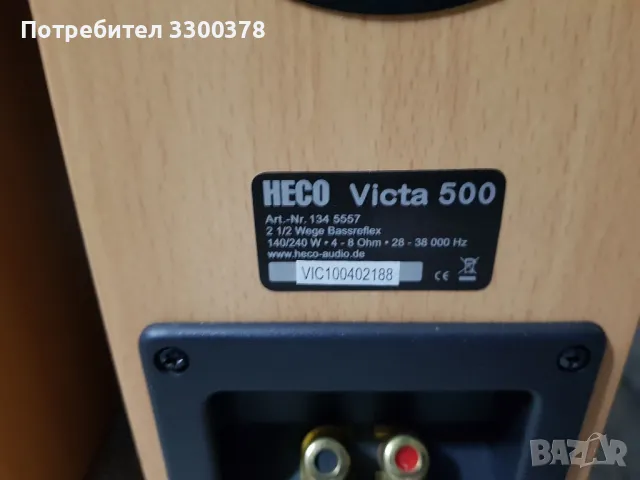 Потребител 3300378
HECO Victa 500
Art.-Nr. 134 5557
2 1/2 Wege Bassreflex
140/240 W • 4 - 8 Ohm • 28 - 38 000 Hz
www.heco-audio.de
VIC100402188
CE
BAZAR